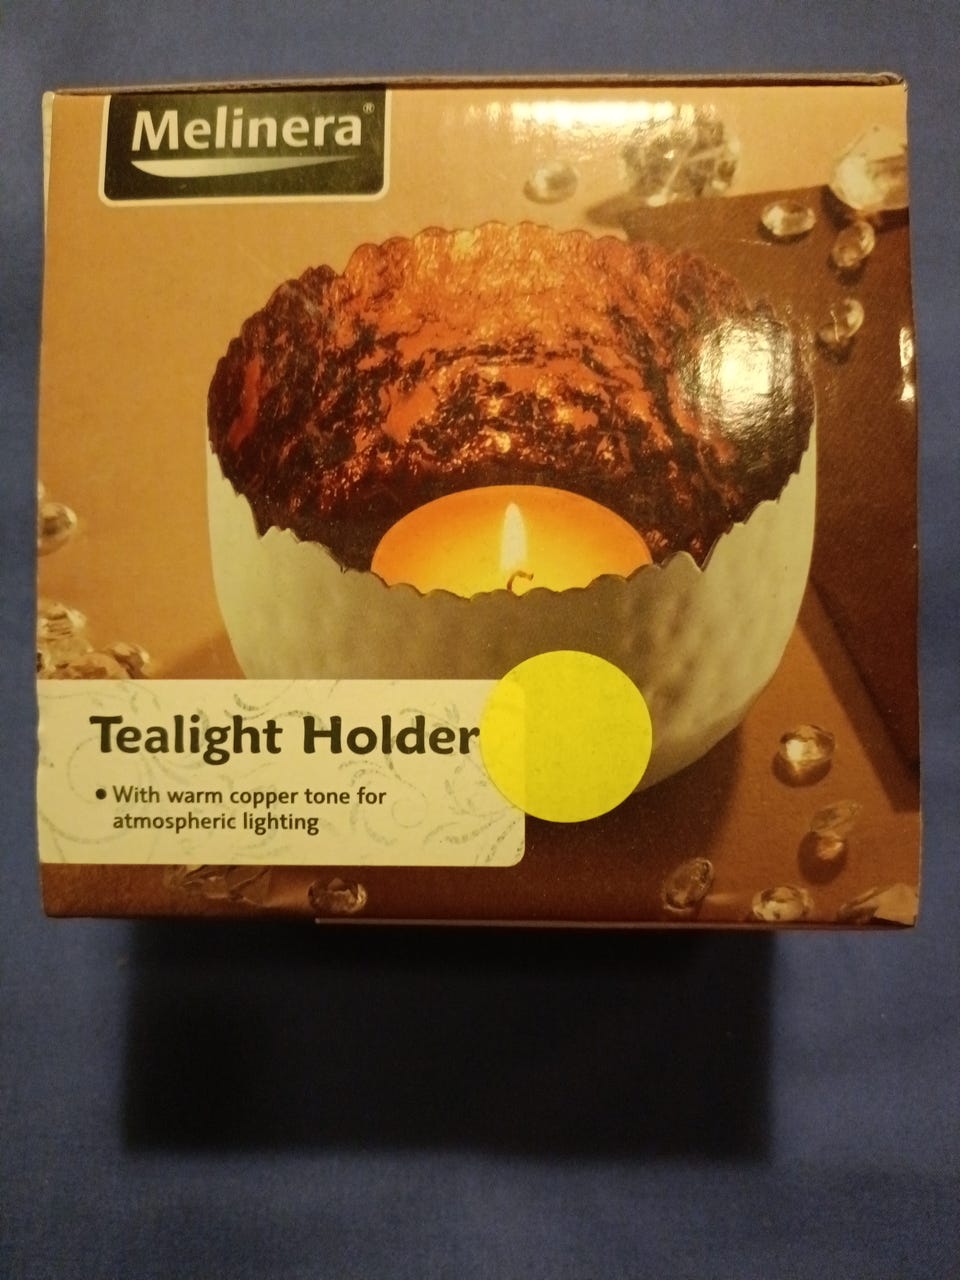 Melinera®
Tealight Holder
• With warm copper tone for
atmospheric lighting